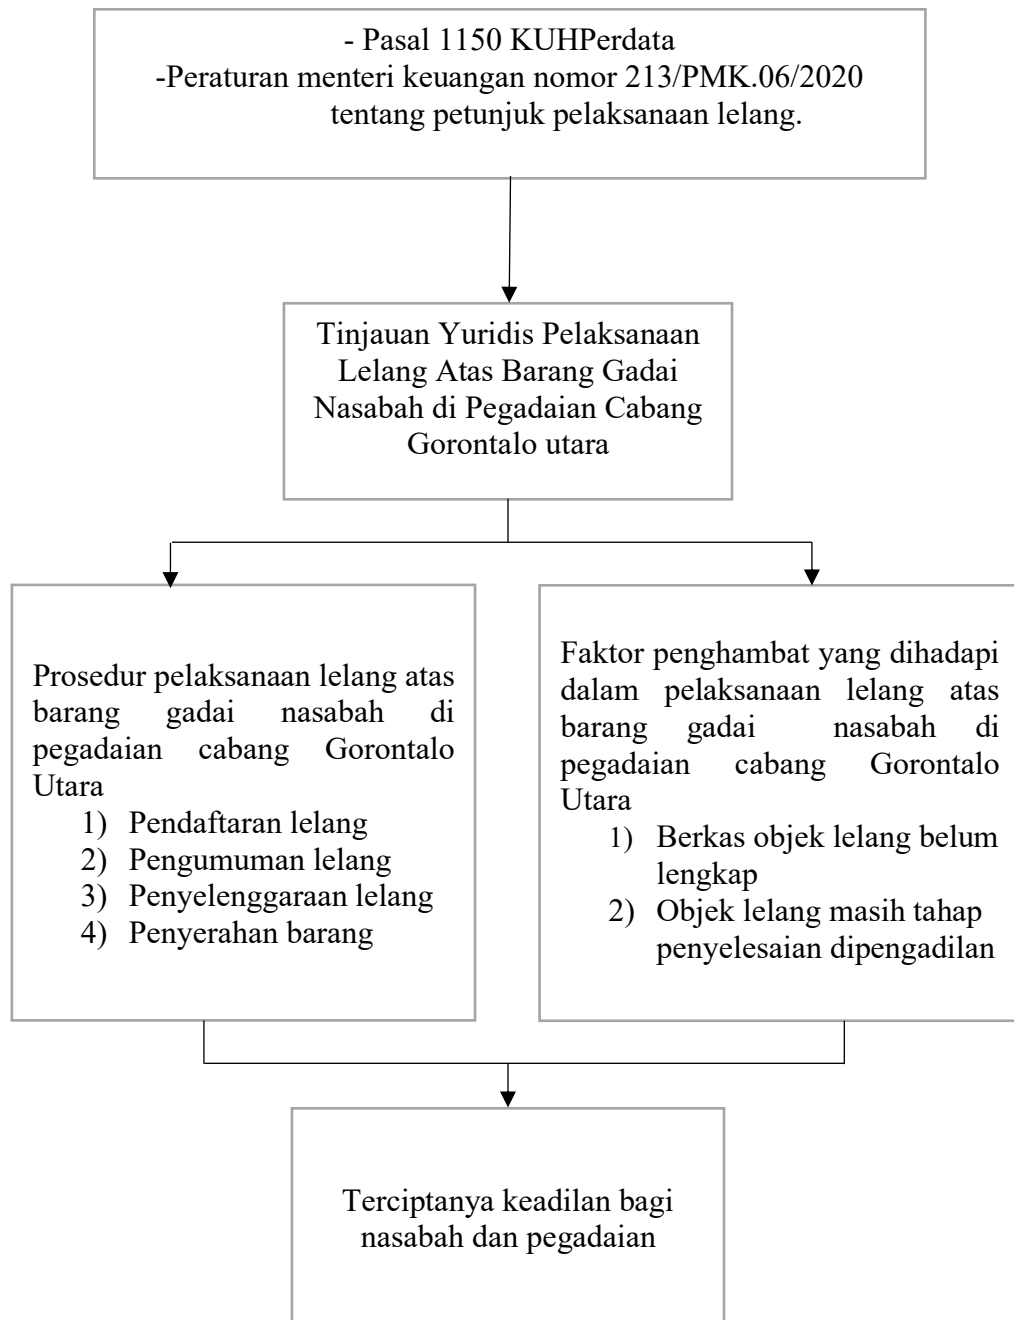 - Pasal 1150 KUHPerdata
-Peraturan menteri keuangan nomor 213/PMK.06/2020
tentang petunjuk pelaksanaan lelang.
Tinjauan Yuridis Pelaksanaan
Lelang Atas Barang Gadai
Nasabah di Pegadaian Cabang
Gorontalo utara
Prosedur pelaksanaan lelang atas
barang gadai nasabah di
pegadaian cabang Gorontalo
Utara
1) Pendaftaran lelang
2) Pengumuman lelang
3) Penyelenggaraan lelang
4) Penyerahan barang
Faktor penghambat yang dihadapi
dalam pelaksanaan lelang atas
barang gadai nasabah di
pegadaian cabang Gorontalo
Utara
1) Berkas objek lelang belum
lengkap
2) Objek lelang masih tahap
penyelesaian dipengadilan
Terciptanya keadilan bagi
nasabah dan pegadaian